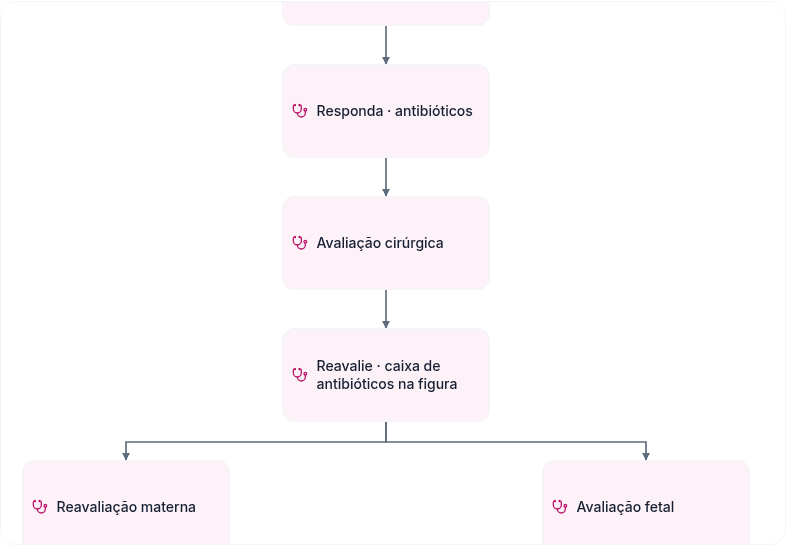 Responda · antibióticos
Avaliação cirúrgica
Reavalie · caixa de
antibióticos na figura
Reavaliação materna
Avaliação fetal